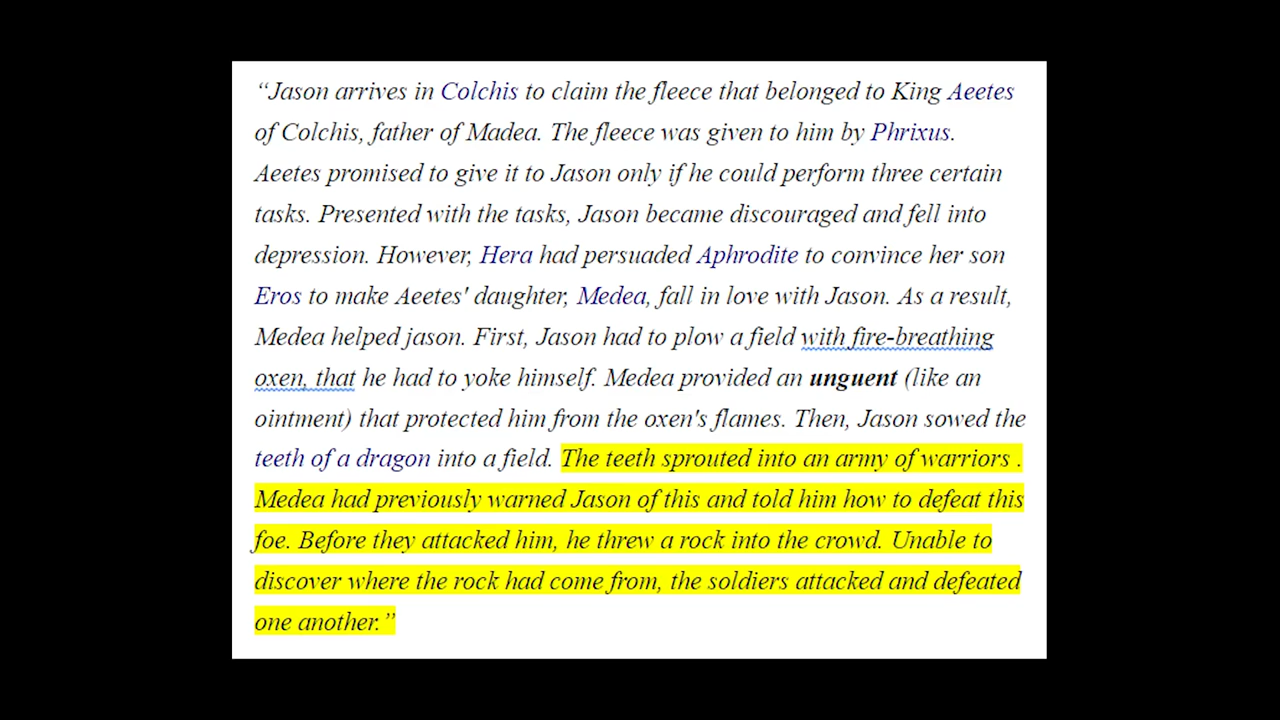 “Jason arrives in Colchis to claim the fleece that belonged to King Aeetes
of Colchis, father of Madea. The fleece was given to him by Phrixus.
Aeetes promised to give it to Jason only if he could perform three certain
tasks. Presented with the tasks, Jason became discouraged and fell into
depression. However, Hera had persuaded Aphrodite to convince her son
Eros to make Aeetes' daughter, Medea, fall in love with Jason. As a result,
Medea helped jason. First, Jason had to plow a field with fire-breathing
oxen, that he had to yoke himself. Medea provided an unguent (like an
ointment) that protected him from the oxen's flames. Then, Jason sowed the
teeth of a dragon into a field. The teeth sprouted into an army of warriors .
Medea had previously warned Jason of this and told him how to defeat this
foe. Before they attacked him, he threw a rock into the crowd. Unable to
discover where the rock had come from, the soldiers attacked and defeated
one another.”